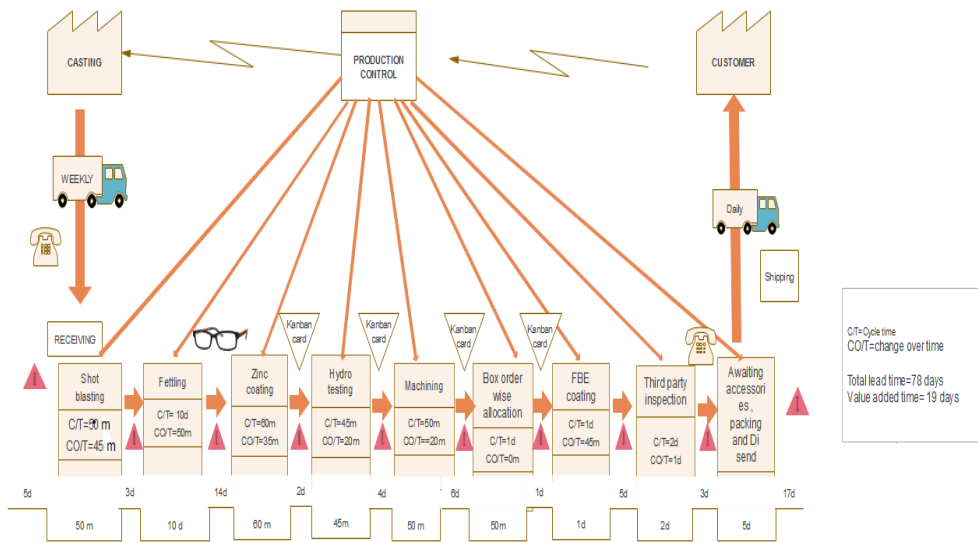 CASTING
PRODUCTION
CONTROL
CUSTOMER
WEEKLY
Daily
Shipping
RECEIVING
Kanban
card
Kanban
card
Kanban
card
Kanban
card
Shot
blasting
C/T=50 m
CO/T=45 m
Fettling
C/T= 10d
CO/T=60m
Zinc
coating
C/T=60m
CO/T=35m
Hydro
testing
C/T=45m
CO/T=20m
Machining
C/T=50m
CO/T=20m
Box order
wise
allocation
C/T=1d
CO/T=0m
FBE
coating
C/T=1d
CO/T=45m
Third party
inspection
C/T=2d
CO/T=1d
Awaiting
accessori
es ,
packing
and Di
send
C/T=Cycle time
CO/T=change over time
Total lead time=78 days
Value added time= 19 days
5d 3d 14d 2d 4d 6d 1d 5d 3d 17d
50 m 10 d 60 m 45m 50 m 50m 1d 2d 5d